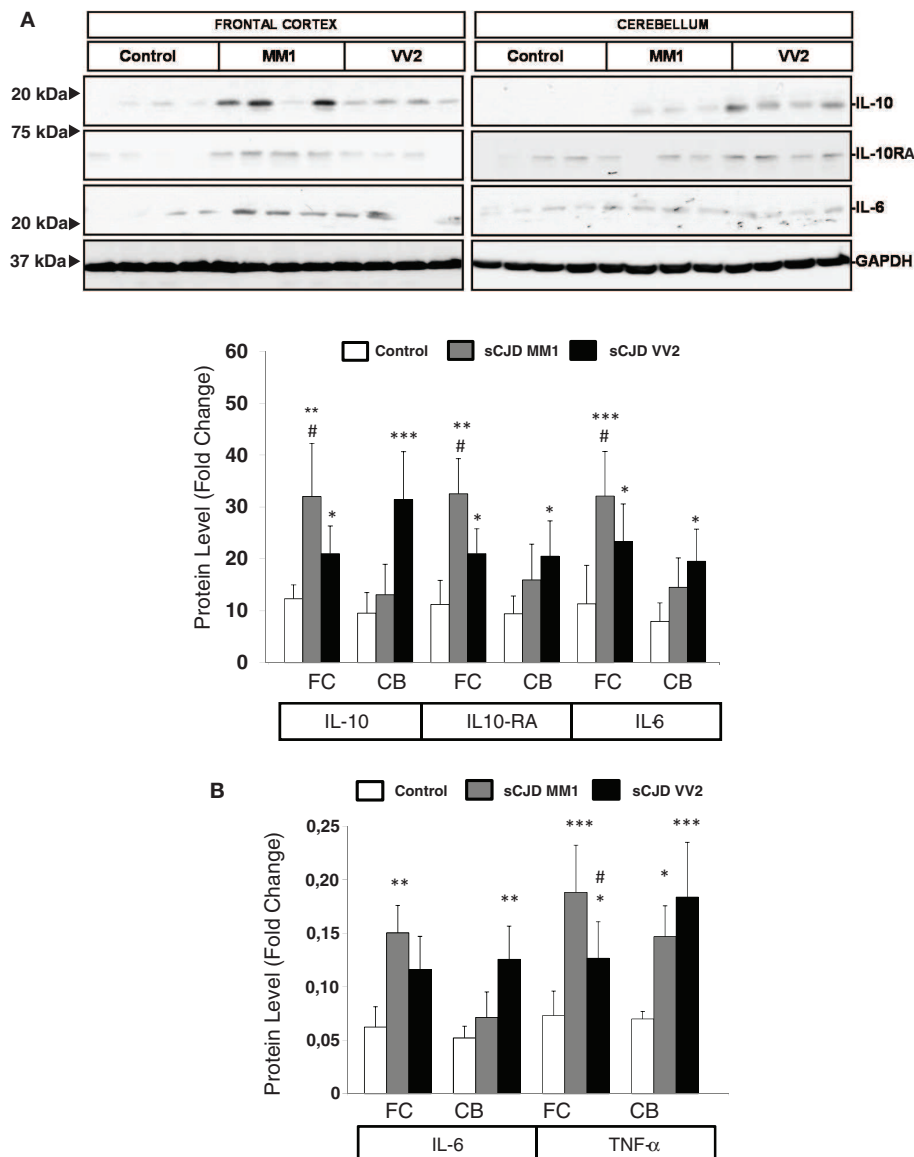 A
FRONTAL CORTEX CEREBELLUM
Control MM1 VV2 Control MM1 VV2
20 kDa
IL-10
75 kDa
IL-10RA
IL-6
20 kDa
37 kDa
GAPDH
Control sCJD MM1 sCJD VV2
Protein Level (Fold Change)
60
50
40
30
20
10
0
** # * *** ** # * * *** # * *
FC CB FC CB FC CB
IL-10 IL10-RA IL6
B
Control sCJD MM1 sCJD VV2
Protein Level (Fold Change)
0,25
0,20
0,15
0,10
0,05
0
** ** *** # * * ***
FC CB FC CB
IL-6 TNF-α